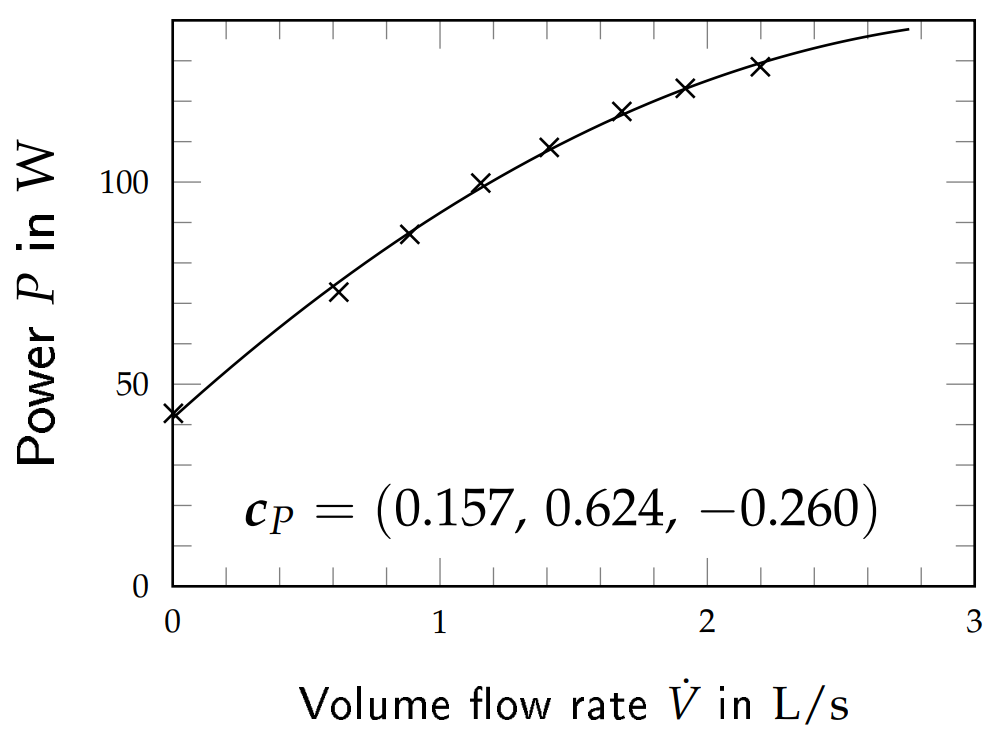 Power P in W
100
50
0
c_P = (0.157, 0.624, −0.260)
0 1 2 3
Volume flow rate V̇ in L/s